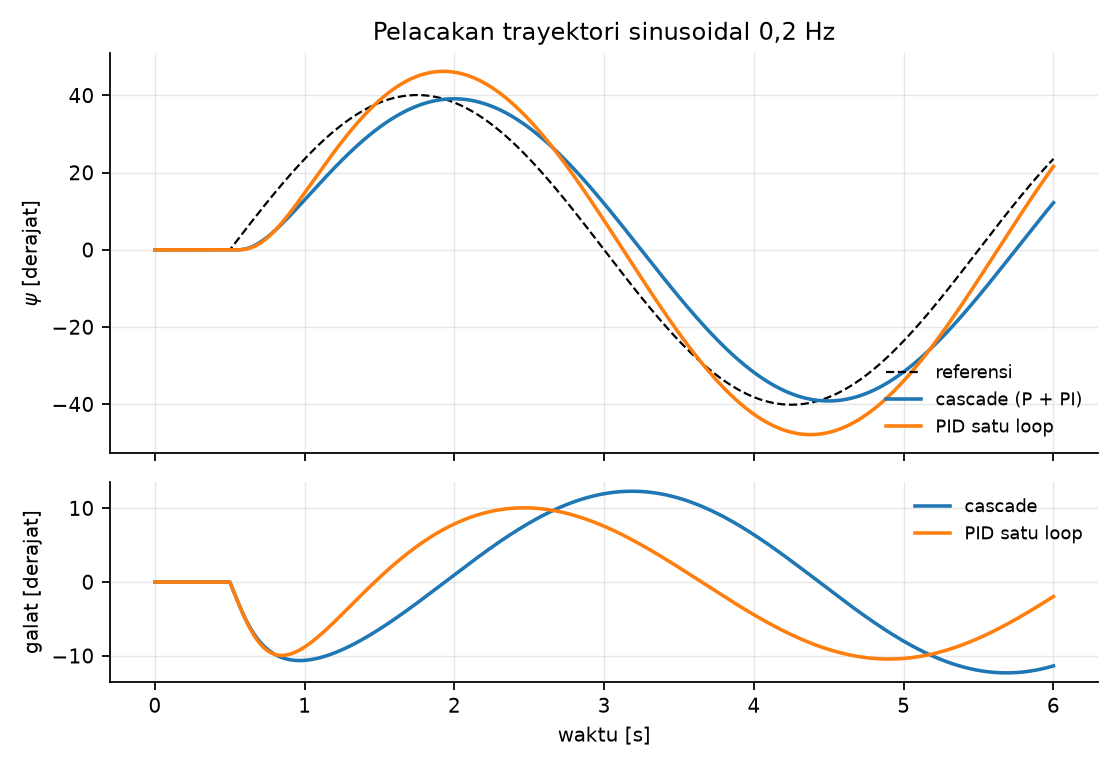 Pelacakan trayektori sinusoidal 0,2 Hz
ψ [derajat]
40
20
0
−20
−40
referensi
cascade (P + PI)
PID satu loop
galat [derajat]
10
0
−10
cascade
PID satu loop
0 1 2 3 4 5 6
waktu [s]